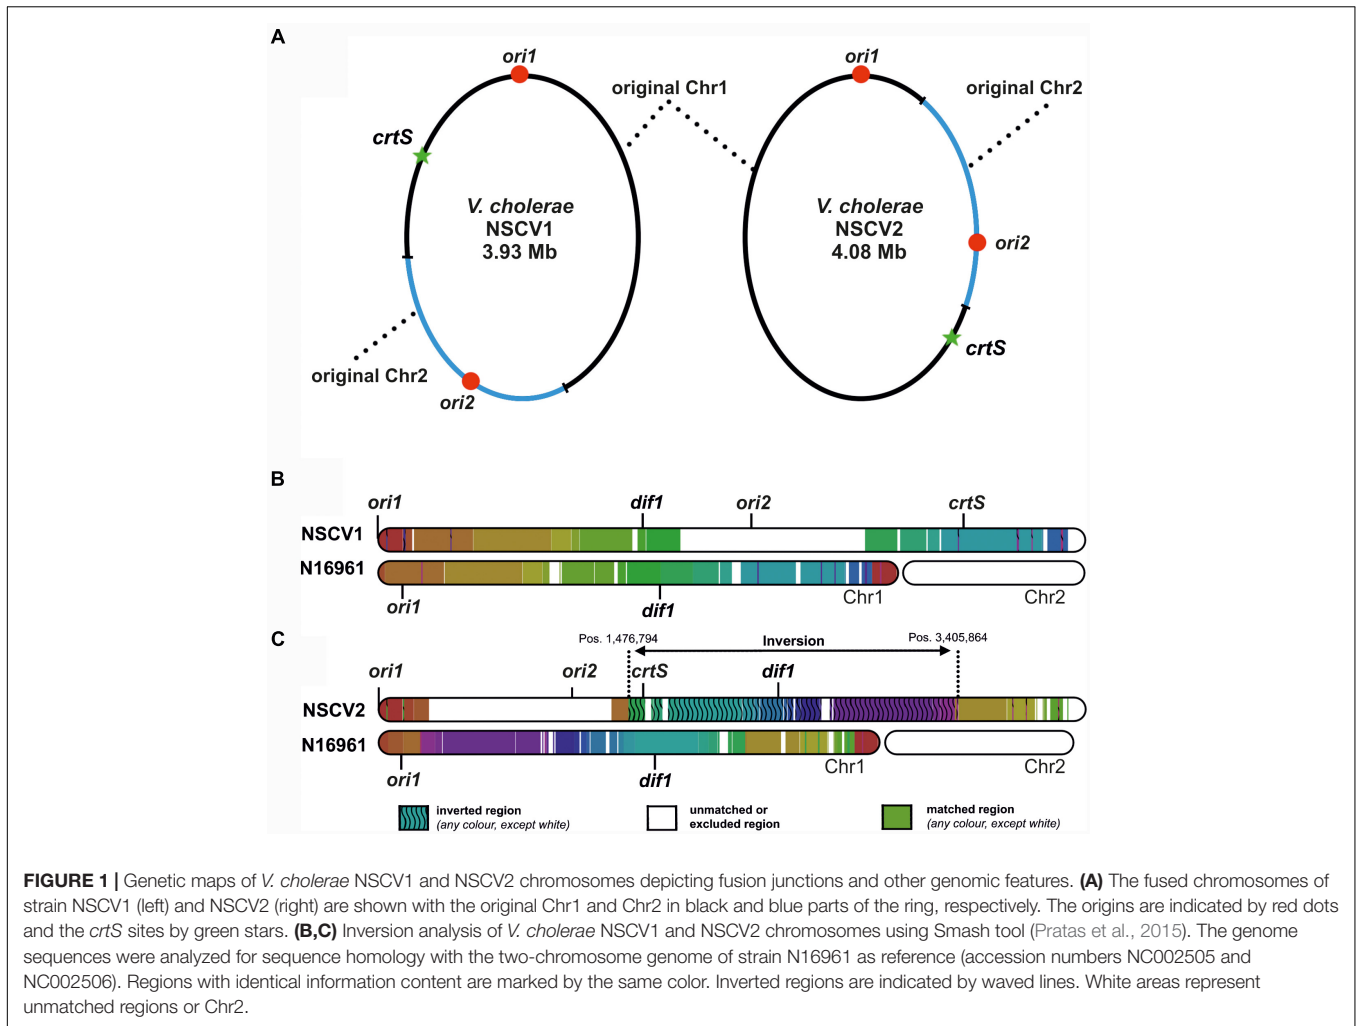 A
ori1
original Chr1
ori1
original Chr2
crtS
V. cholerae
NSCV1
3.93 Mb
V. cholerae
NSCV2
4.08 Mb
ori2
original Chr2
ori2
crtS
B
ori1
dif1
ori2
crtS
NSCV1
N16961
ori1
dif1
Chr1
Chr2
C
Pos. 1,476,794
Inversion
Pos. 3,405,864
ori1
ori2
crtS
dif1
NSCV2
N16961
ori1
dif1
Chr1
Chr2
inverted region
(any colour, except white)
unmatched or
excluded region
matched region
(any colour, except white)
FIGURE 1 | Genetic maps of V. cholerae NSCV1 and NSCV2 chromosomes depicting fusion junctions and other genomic features. (A) The fused chromosomes of
strain NSCV1 (left) and NSCV2 (right) are shown with the original Chr1 and Chr2 in black and blue parts of the ring, respectively. The origins are indicated by red dots
and the crtS sites by green stars. (B,C) Inversion analysis of V. cholerae NSCV1 and NSCV2 chromosomes using Smash tool (Pratas et al., 2015). The genome
sequences were analyzed for sequence homology with the two-chromosome genome of strain N16961 as reference (accession numbers NC002505 and
NC002506). Regions with identical information content are marked by the same color. Inverted regions are indicated by waved lines. White areas represent
unmatched regions or Chr2.